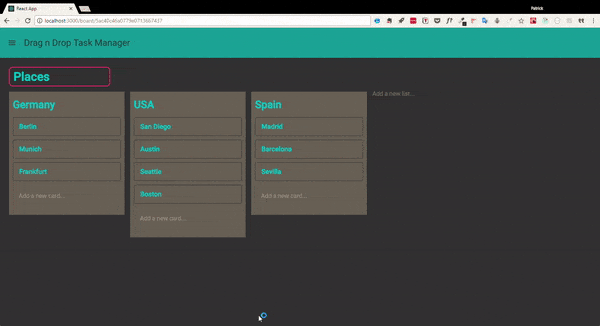 Patrick
React App
localhost:3000/board/5ac40c46a0779e0713667437
Drag n Drop Task Manager
Places
Germany
Berlin
Munich
Frankfurt
Add a new card...
USA
San Diego
Austin
Seattle
Boston
Add a new card...
Spain
Madrid
Barcelona
Sevilla
Add a new card...
Add a new list...